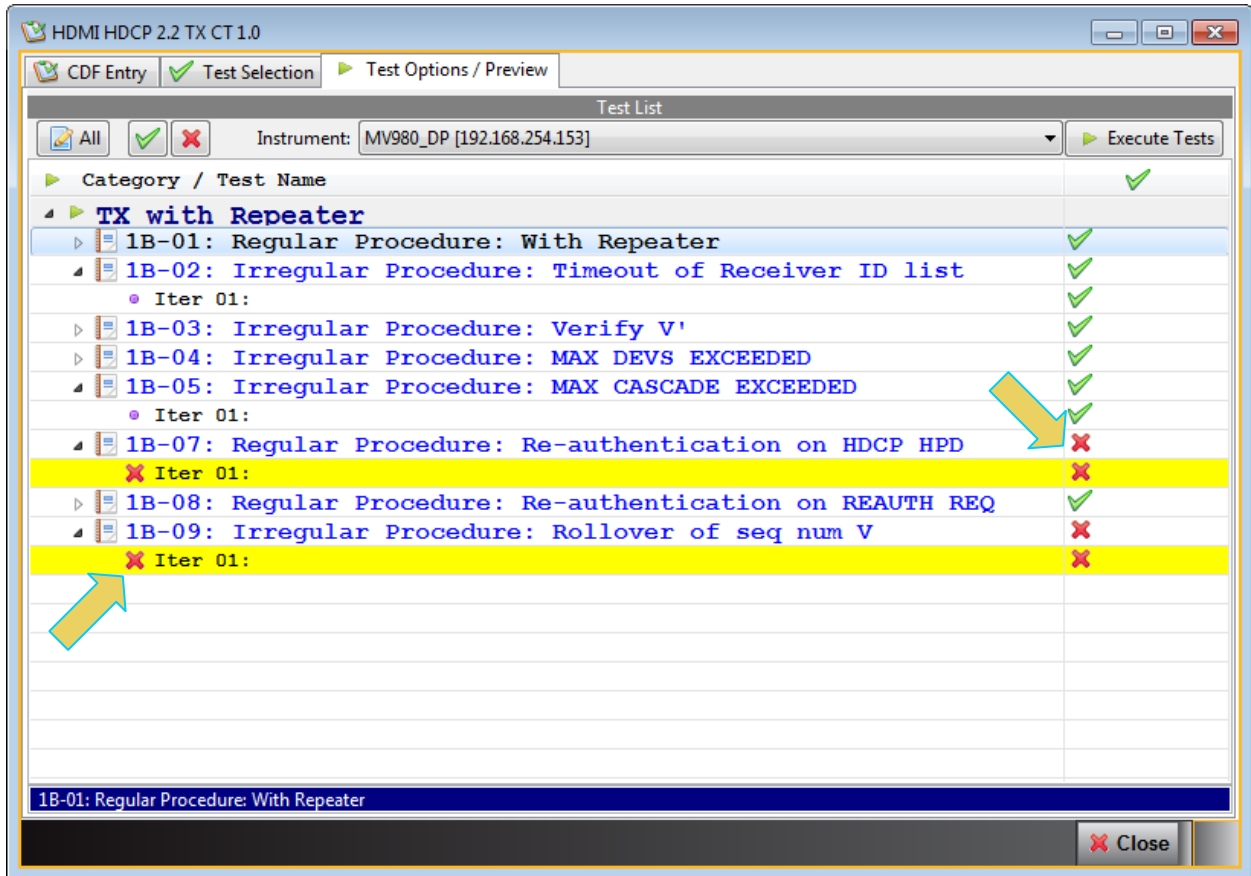 HDMI HDCP 2.2 TX CT 1.0
CDF Entry Test Selection Test Options / Preview
Test List
All Instrument: MV980_DP [192.168.254.153] Execute Tests
Category / Test Name
TX with Repeater
1B-01: Regular Procedure: With Repeater
1B-02: Irregular Procedure: Timeout of Receiver ID list
Iter 01:
1B-03: Irregular Procedure: Verify V'
1B-04: Irregular Procedure: MAX DEVS EXCEEDED
1B-05: Irregular Procedure: MAX CASCADE EXCEEDED
Iter 01:
1B-07: Regular Procedure: Re-authentication on HDCP HPD
Iter 01:
1B-08: Regular Procedure: Re-authentication on REAUTH REQ
1B-09: Irregular Procedure: Rollover of seq num V
Iter 01:
1B-01: Regular Procedure: With Repeater
Close